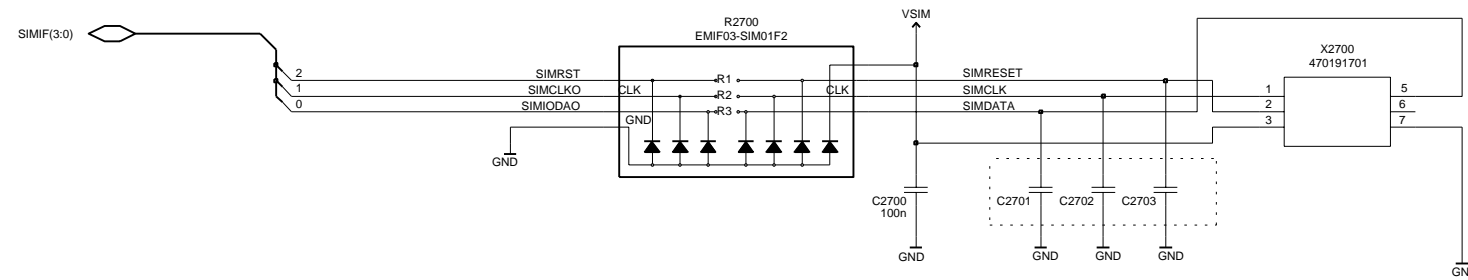 SIMIF(3:0)
R2700
EMIF03-SIM01F2
VSIM
X2700
470191701
2
SIMRST
R1
SIMRESET
1
SIMCLKO
CLK
R2
CLK
SIMCLK
0
SIMIODAO
R3
SIMDATA
GND
GND
1
2
3
5
6
7
C2700
100n
C2701
C2702
C2703
GND
GND
GND
GND
GN